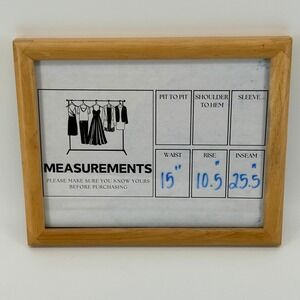 PIT TO PIT
SHOULDER
TO HEM
SLEEVE
MEASUREMENTS
PLEASE MAKE SURE YOU KNOW YOURS
BEFORE PURCHASING
WAIST
RISE
INSEAM
15"
10.5"
25.5"